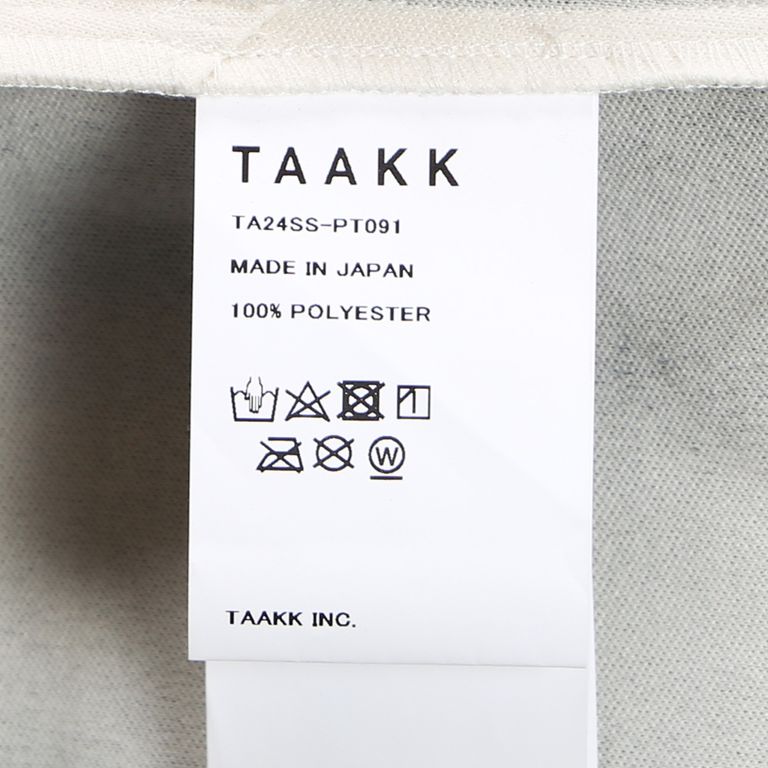 TAAKK
TA24SS-PT091
MADE IN JAPAN
100% POLYESTER
W
TAAKK INC.